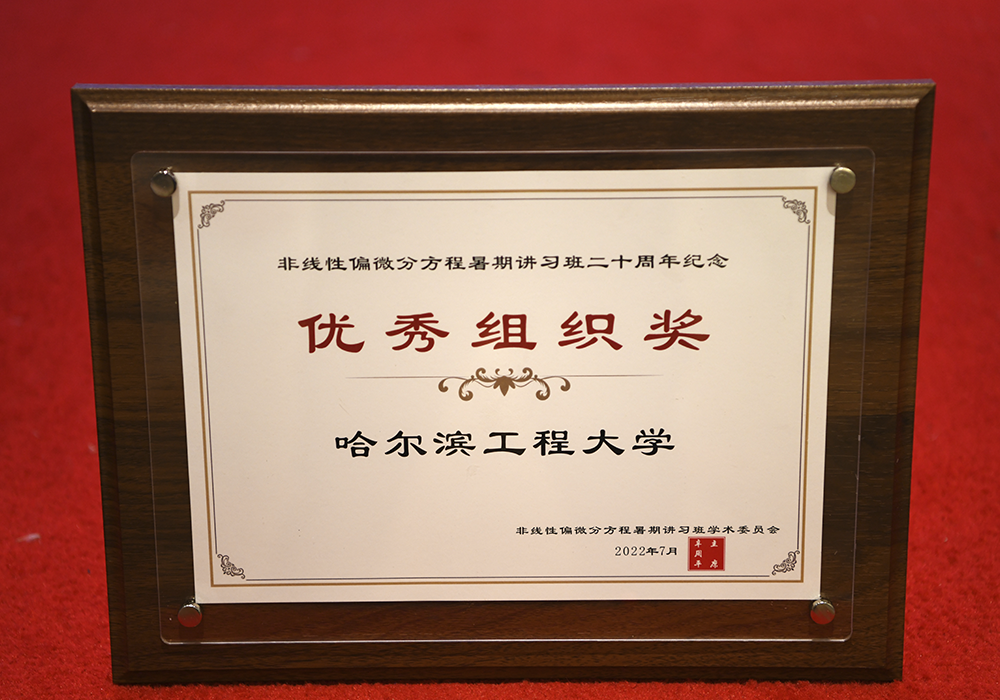 非线性偏微分方程暑期讲习班二十周年纪念
优秀组织奖
哈尔滨工程大学
非线性偏微分方程暑期讲习班学术委员会
2022年7月
主席